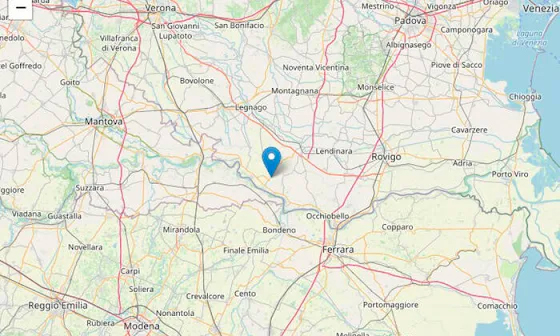 −
Verona
Mestrino
Padova
Vigonza
Oriago
Venezia
San Giovanni
Lupatoto
San Bonifacio
Camponogara
Laguna
di Venezia
Villafranca
di Verona
Albignasego
medolo
Goito
Noventa Vicentina
Piove di Sacco
Bovolone
Monselice
Montagnana
Chioggia
Legnago
Mantova
Cavarzere
Lendinara
Rovigo
Adria
Porto Viro
Suzzara
Viadana
Guastalla
Occhiobello
Mirandola
Bondeno
Copparo
Novellara
Finale Emilia
Ferrara
Carpi
Soliera
Crevalcore
Cento
Reggio Emilia
Nonantola
Portomaggiore
Comacchio
Rubiera
Modena
Molinella